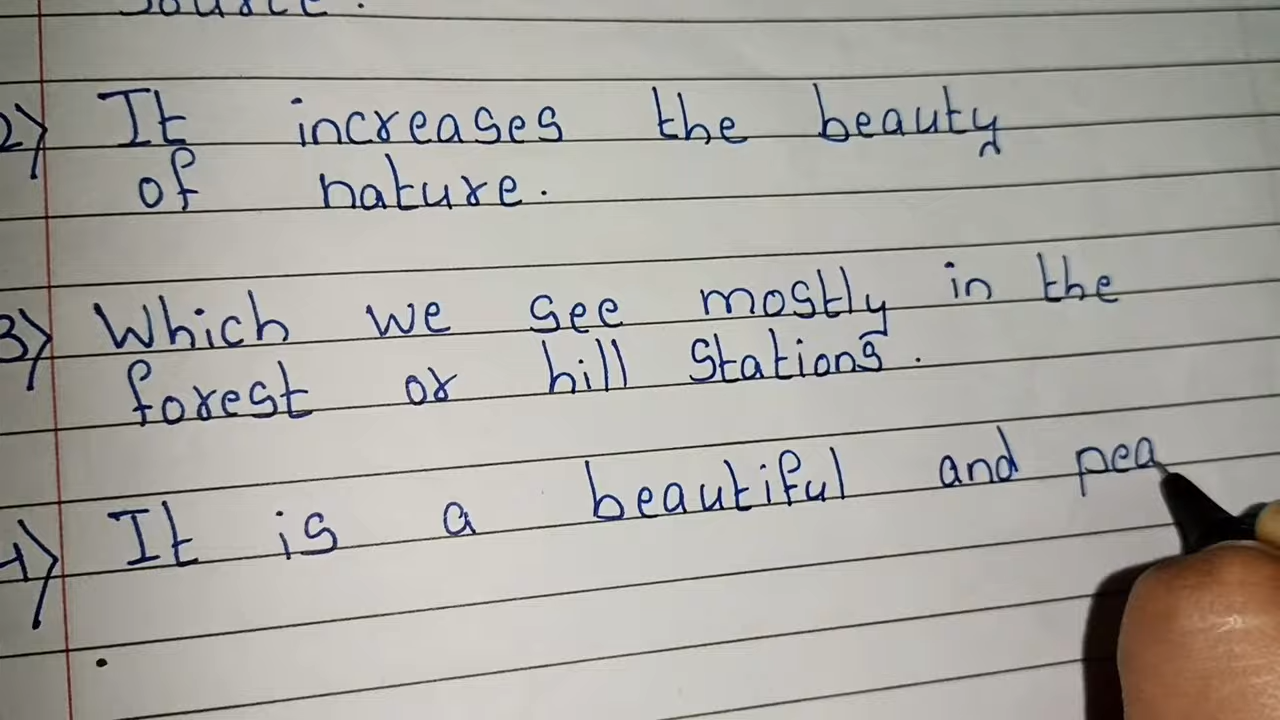 2) It increases the beauty
of nature.
3) Which we see mostly in the
forest or hill stations.
4) It is a beautiful and pea